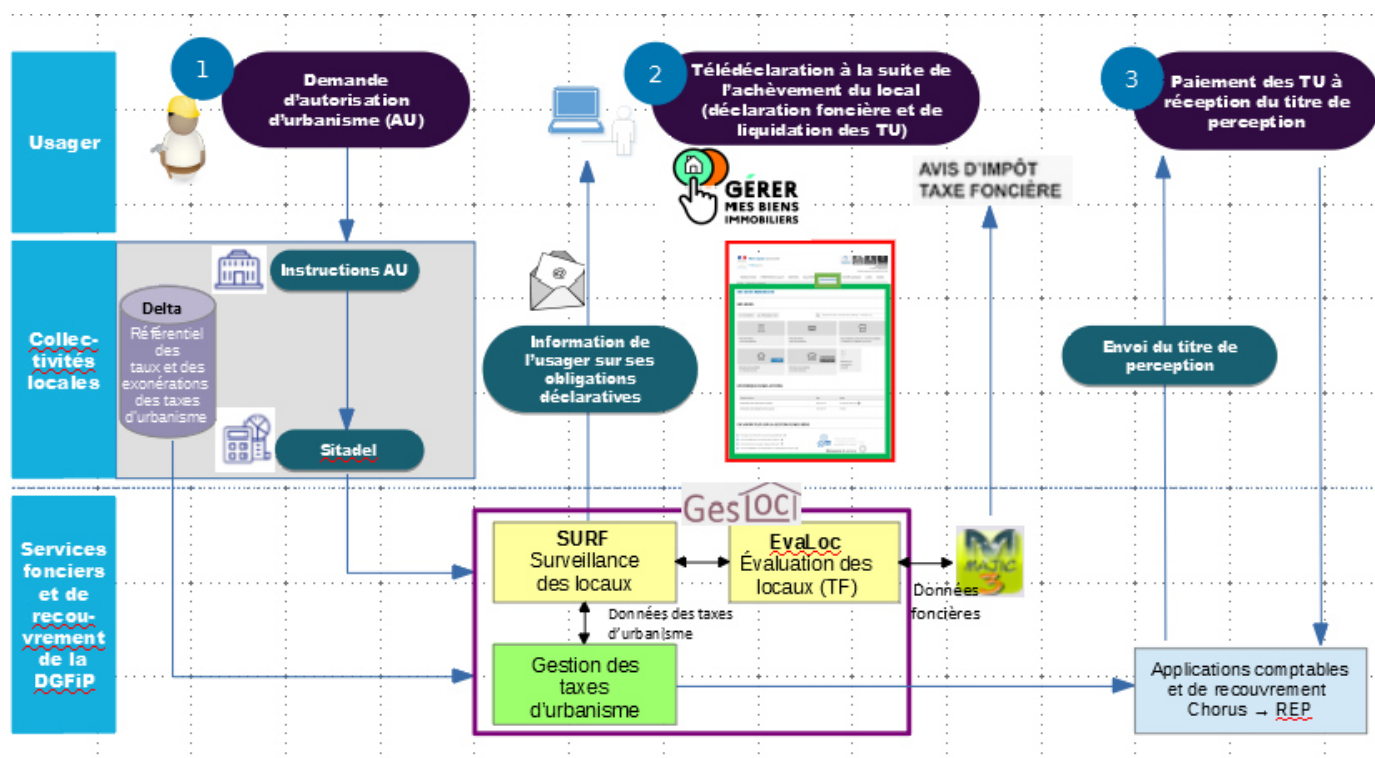 1
Demande
d'autorisation
d'urbanisme (AU)
2
Télédéclaration à la suite de
l'achèvement du local
(déclaration foncière et de
liquidation des TU)
3
Paiement des TU à
réception du titre de
perception
Usager
GÉRER
MES BIENS
IMMOBILIERS
AVIS D'IMPÔT
TAXE FONCIÈRE
Collec-
tivités
locales
Instructions AU
Delta
Référentiel
des
taux et des
exonérations
des taxes
d'urbanisme
Sitadel
@
Information de
l'usager sur ses
obligations
déclaratives
Envoi du titre de
perception
Services
fonciers
et de
recou-
vrement
de la
DGFiP
GesLOC
SURF
Surveillance
des locaux
EvaLoc
Évaluation des
locaux (TF)
MAJIC
3
Données
foncières
Données des taxes
d'urbanisme
Gestion des
taxes
d'urbanisme
Applications comptables
et de recouvrement
Chorus → REP